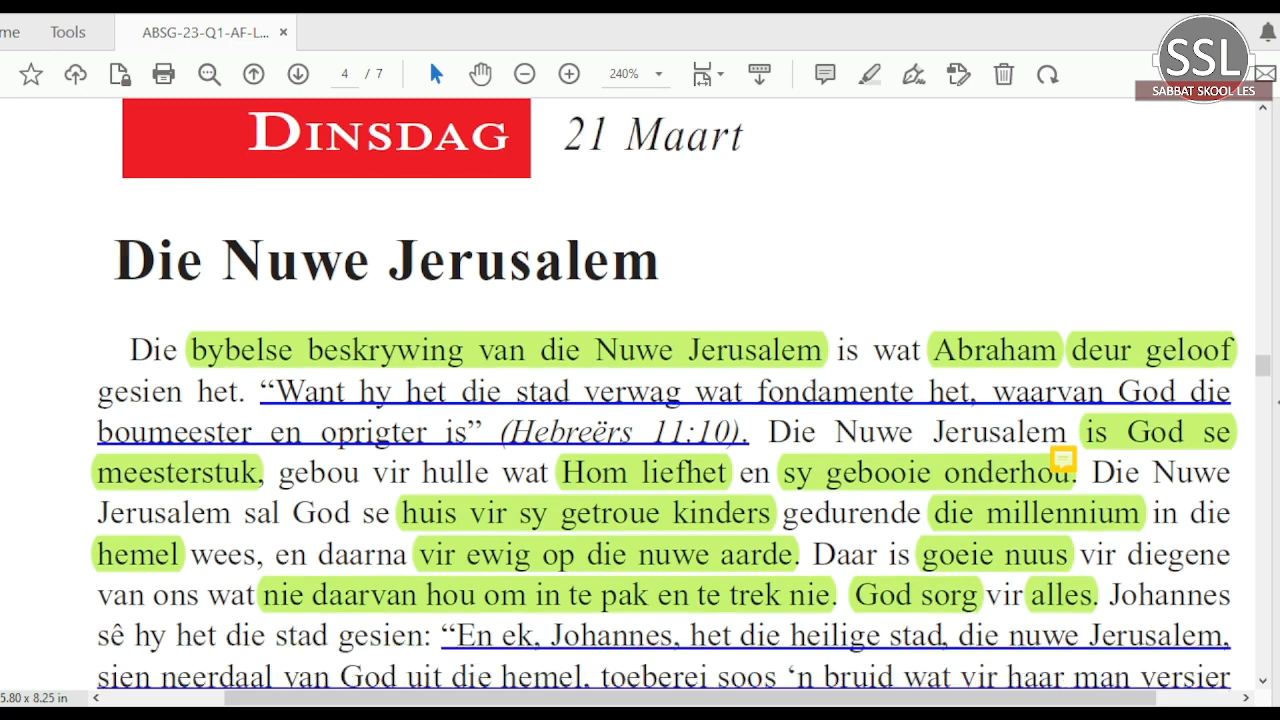 me Tools ABSG-23-Q1-AF-L... ×
4 / 7 240%
SSL
SABBAT SKOOL LES
DINSDAG 21 Maart
Die Nuwe Jerusalem
Die bybelse beskrywing van die Nuwe Jerusalem is wat Abraham deur geloof
gesien het. “Want hy het die stad verwag wat fondamente het, waarvan God die
boumeester en oprigter is” (Hebreërs 11:10). Die Nuwe Jerusalem is God se
meesterstuk, gebou vir hulle wat Hom liefhet en sy gebooie onderhou. Die Nuwe
Jerusalem sal God se huis vir sy getroue kinders gedurende die millennium in die
hemel wees, en daarna vir ewig op die nuwe aarde. Daar is goeie nuus vir diegene
van ons wat nie daarvan hou om in te pak en te trek nie. God sorg vir alles. Johannes
sê hy het die stad gesien: “En ek, Johannes, het die heilige stad, die nuwe Jerusalem,
sien neerdaal van God uit die hemel, toeberei soos ‘n bruid wat vir haar man versier
5.80 x 8.25 in